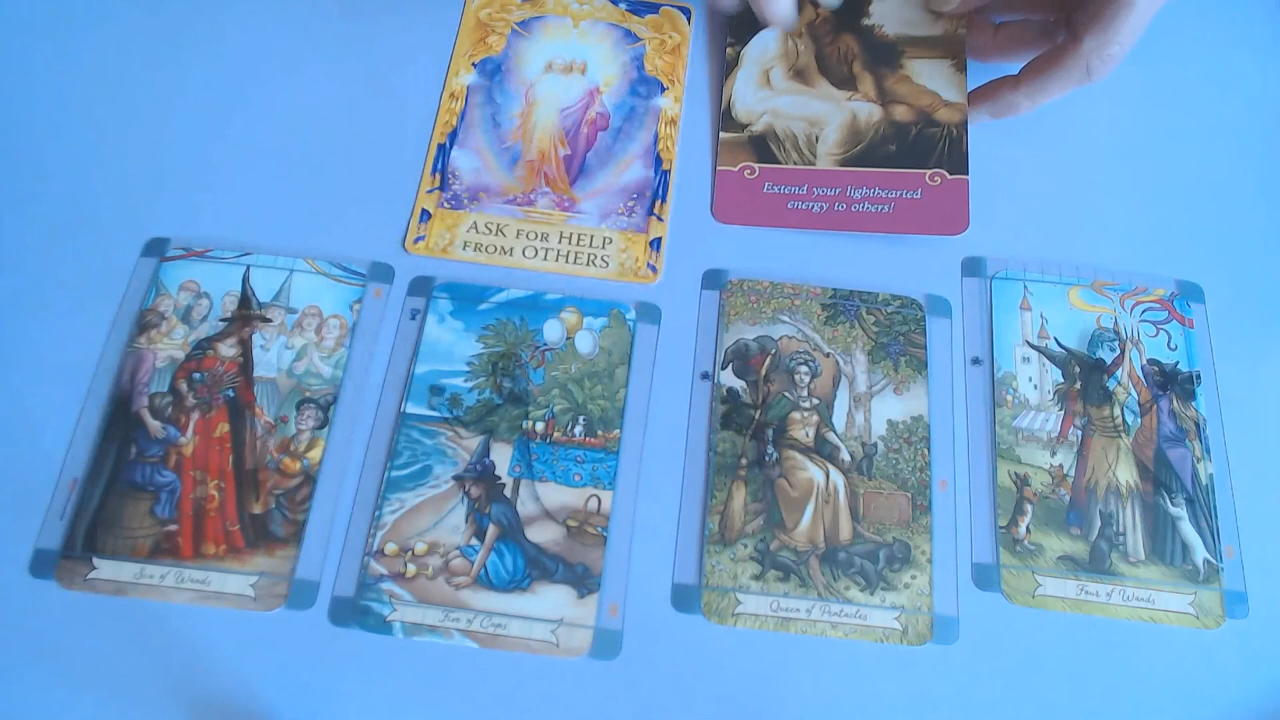 ASK FOR HELP
FROM OTHERS
Extend your lighthearted
energy to others!
Six of Wands
Five of Cups
Queen of Pentacles
Four of Wands